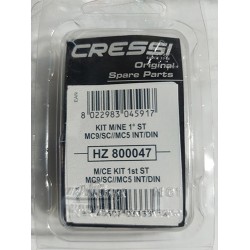 CRESSI
Original
Spare Parts
8 022983 045917
KIT M/NE 1° ST
MC9/SC//MC5 INT/DIN
HZ 800047
M/CE KIT 1st ST
MC9/SC//MC5 INT/DIN